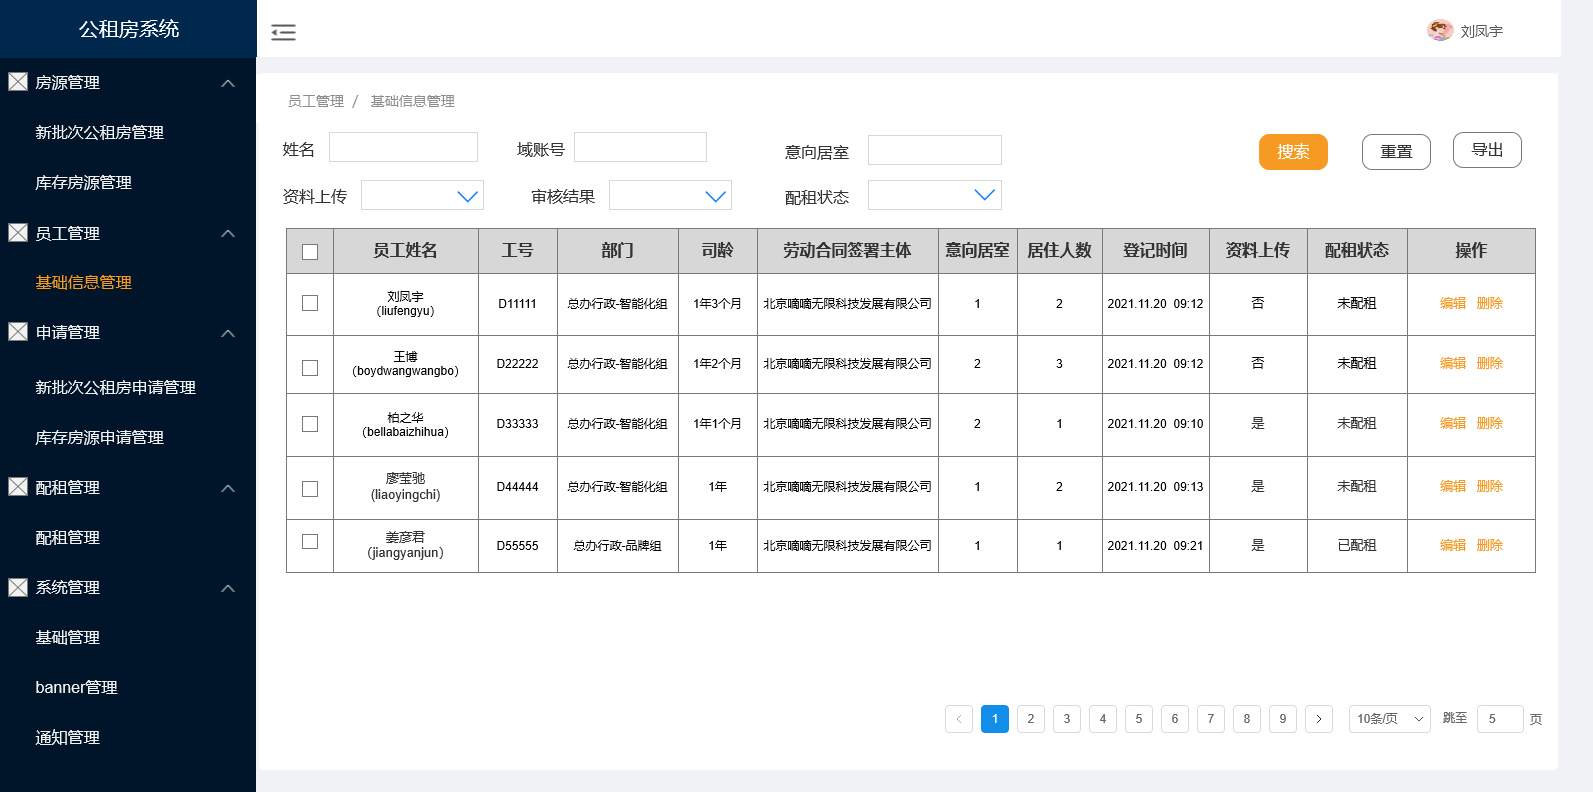 公租房系统
刘凤宇
房源管理
新批次公租房管理
库存房源管理
员工管理
基础信息管理
申请管理
新批次公租房申请管理
库存房源申请管理
配租管理
配租管理
系统管理
基础管理
banner管理
通知管理
员工管理 / 基础信息管理
姓名 域账号 意向居室 搜索 重置 导出
资料上传 审核结果 配租状态
员工姓名 工号 部门 司龄 劳动合同签署主体 意向居室 居住人数 登记时间 资料上传 配租状态 操作
刘凤宇
(liufengyu) D11111 总办行政-智能化组 1年3个月 北京嘀嘀无限科技发展有限公司 1 2 2021.11.20 09:12 否 未配租 编辑 删除
王博
(boydwangwangbo) D22222 总办行政-智能化组 1年2个月 北京嘀嘀无限科技发展有限公司 2 3 2021.11.20 09:12 否 未配租 编辑 删除
柏之华
(bellabaizhihua) D33333 总办行政-智能化组 1年1个月 北京嘀嘀无限科技发展有限公司 2 1 2021.11.20 09:10 是 未配租 编辑 删除
廖莹驰
(liaoyingchi) D44444 总办行政-智能化组 1年 北京嘀嘀无限科技发展有限公司 1 2 2021.11.20 09:13 是 未配租 编辑 删除
姜彦君
(jiangyanjun) D55555 总办行政-品牌组 1年 北京嘀嘀无限科技发展有限公司 1 1 2021.11.20 09:21 是 已配租 编辑 删除
< 1 2 3 4 5 6 7 8 9 > 10条/页 跳至 5 页